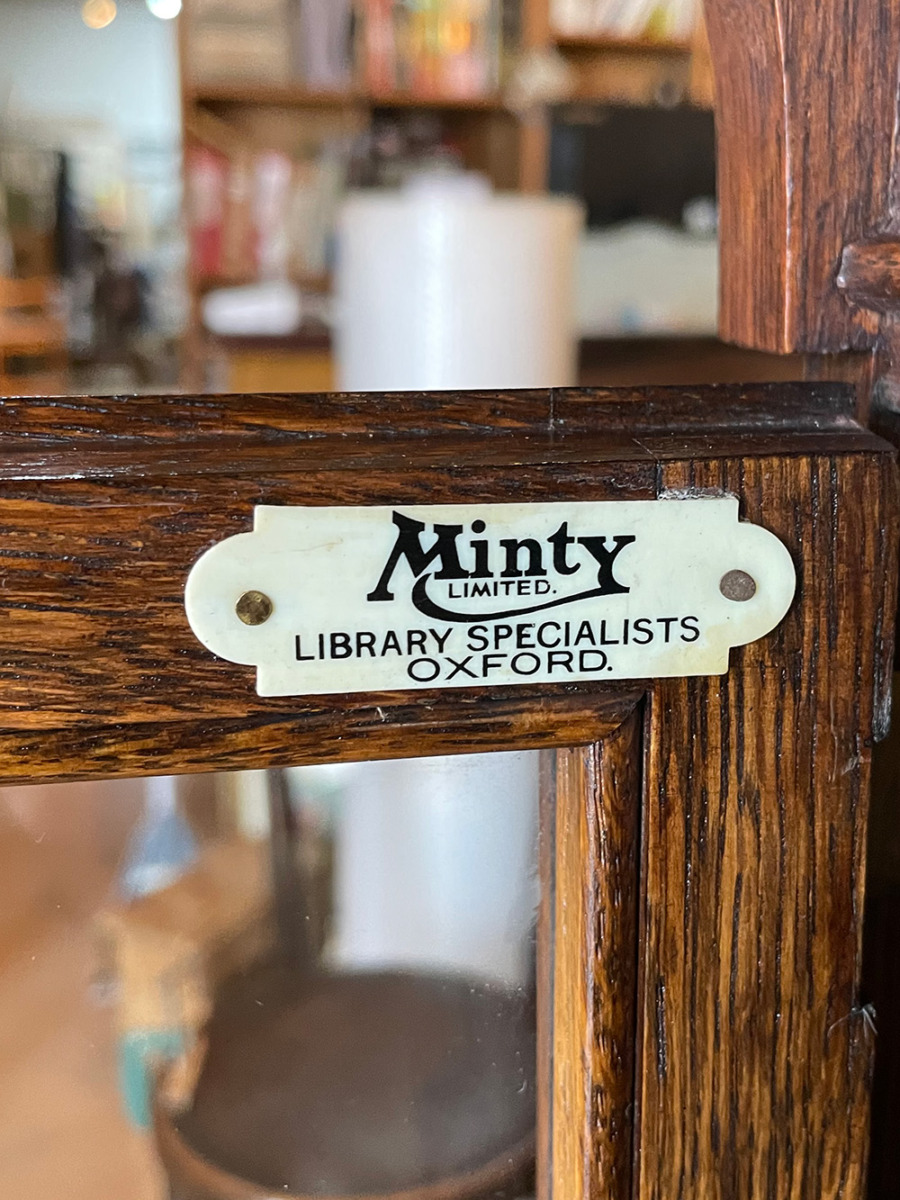 Minty
LIMITED.
LIBRARY SPECIALISTS
OXFORD.